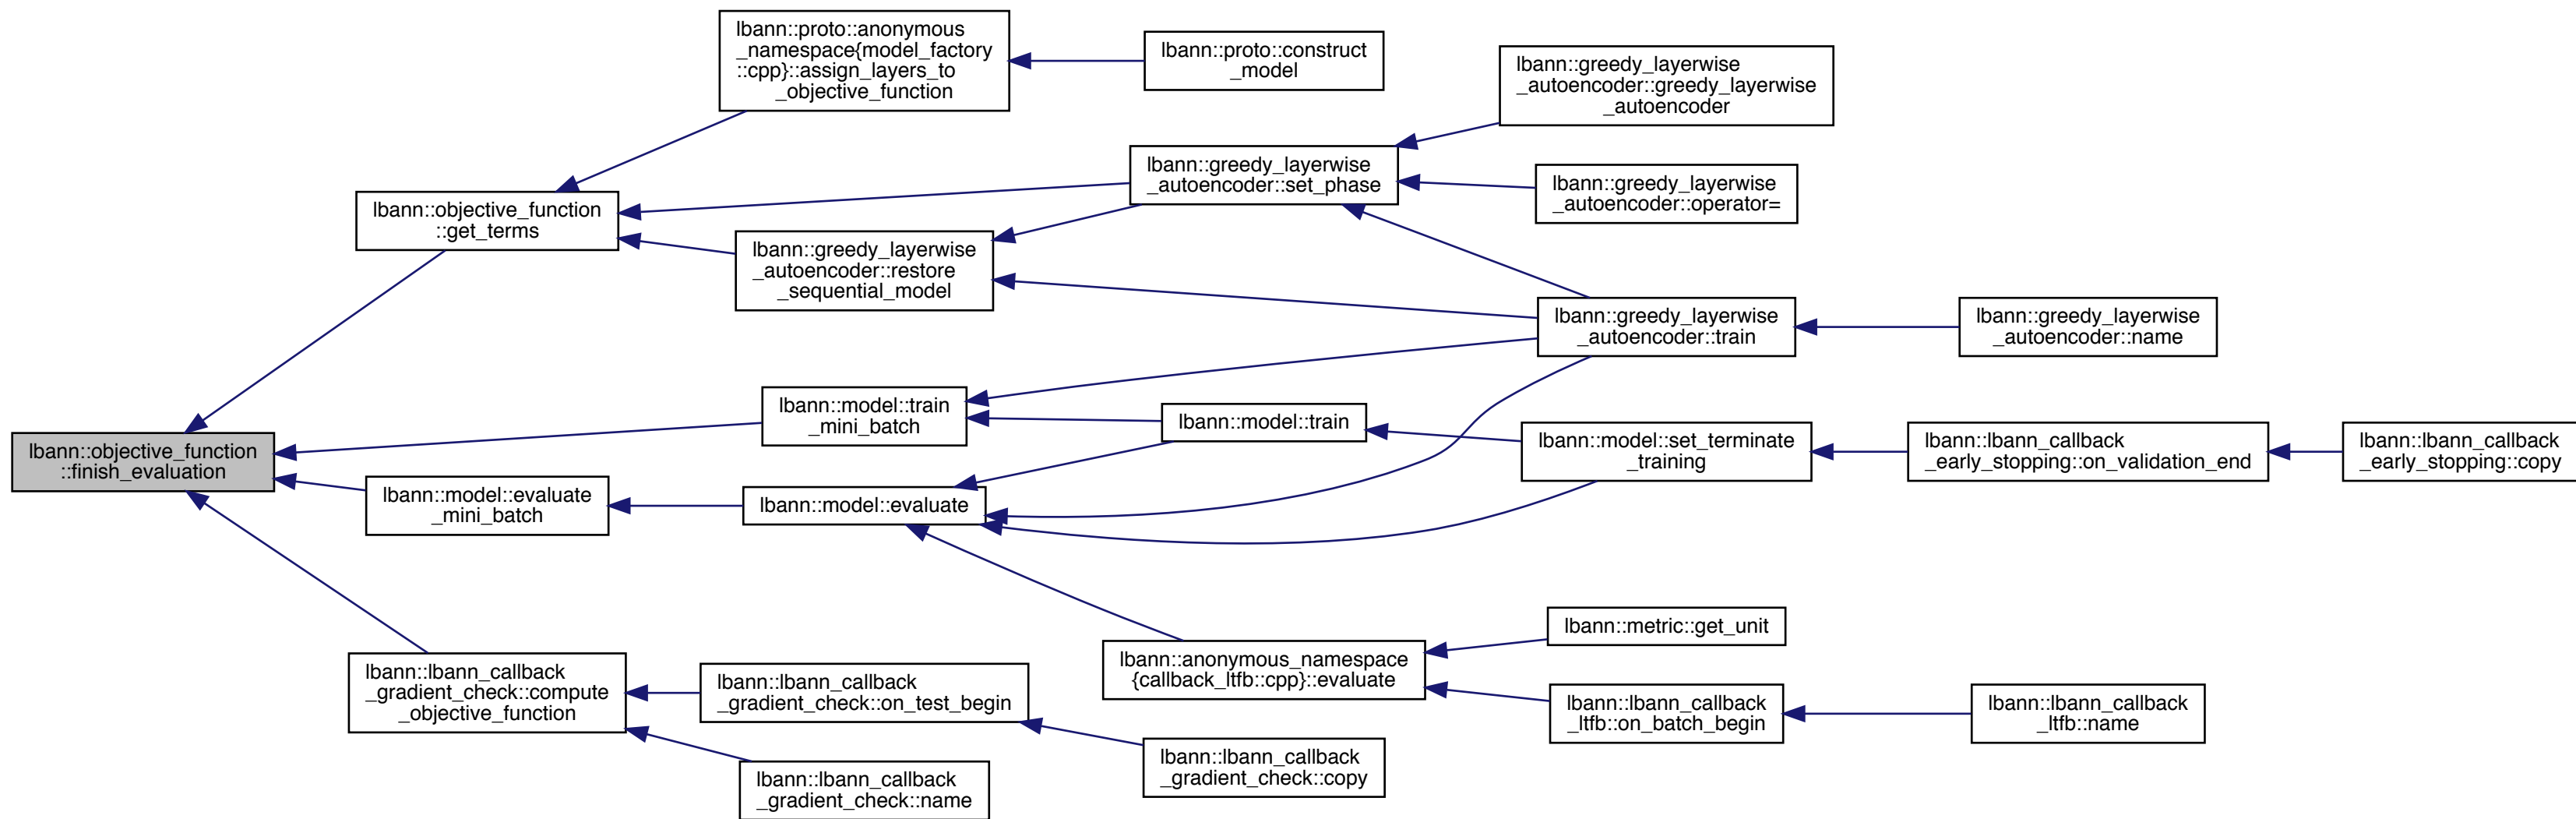 lbann::proto::anonymous
_namespace{model_factory
::cpp}::assign_layers_to
_objective_function
lbann::proto::construct
_model
lbann::greedy_layerwise
_autoencoder::greedy_layerwise
_autoencoder
lbann::greedy_layerwise
_autoencoder::set_phase
lbann::greedy_layerwise
_autoencoder::operator=
lbann::objective_function
::get_terms
lbann::greedy_layerwise
_autoencoder::restore
_sequential_model
lbann::greedy_layerwise
_autoencoder::train
lbann::greedy_layerwise
_autoencoder::name
lbann::model::train
_mini_batch
lbann::model::train
lbann::objective_function
::finish_evaluation
lbann::model::set_terminate
_training
lbann::lbann_callback
_early_stopping::on_validation_end
lbann::lbann_callback
_early_stopping::copy
lbann::model::evaluate
_mini_batch
lbann::model::evaluate
lbann::metric::get_unit
lbann::anonymous_namespace
{callback_ltfb::cpp}::evaluate
lbann::lbann_callback
_gradient_check::compute
_objective_function
lbann::lbann_callback
_gradient_check::on_test_begin
lbann::lbann_callback
_ltfb::on_batch_begin
lbann::lbann_callback
_ltfb::name
lbann::lbann_callback
_gradient_check::copy
lbann::lbann_callback
_gradient_check::name